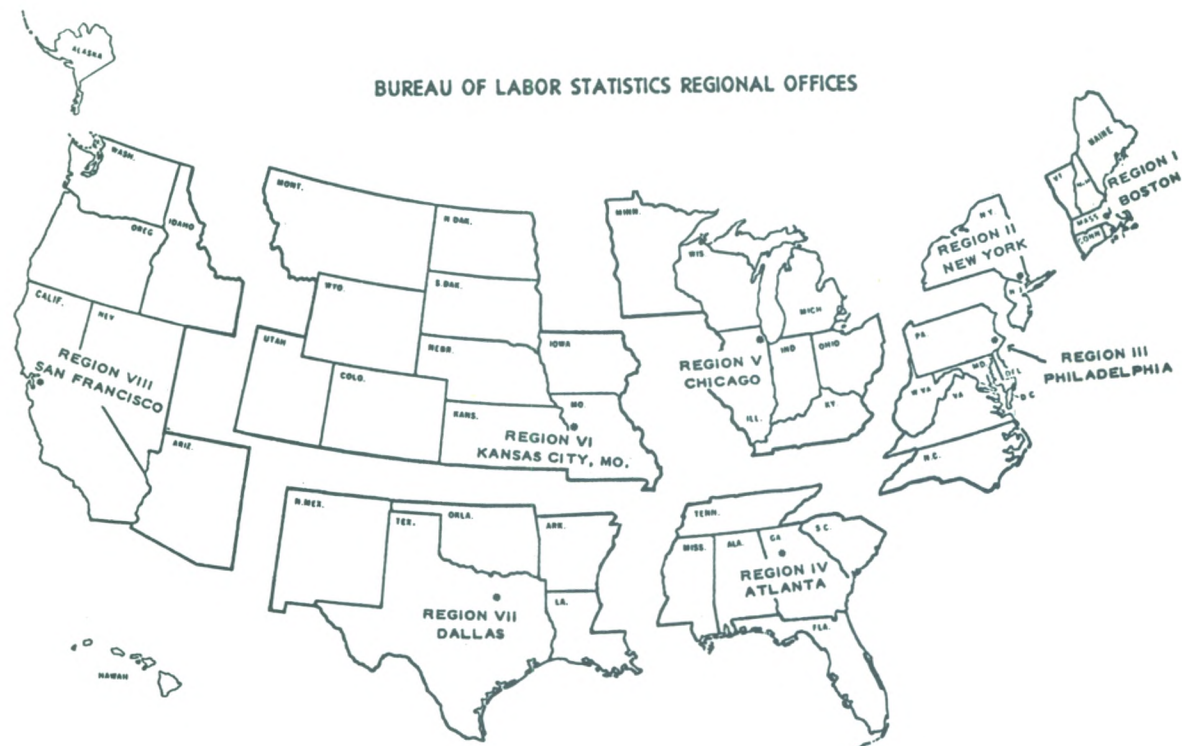 ALASKA
BUREAU OF LABOR STATISTICS REGIONAL OFFICES
WASH.
OREG
IDAHO
CALIF.
NEV
REGION VIII
SAN FRANCISCO
ARIZ.
HAWAII
MONT.
N DAK.
S.DAK.
WYO.
NEBR.
UTAH
COLO.
KANS.
IOWA
MO.
REGION VI
KANSAS CITY, MO.
MINN.
WIS
MICH
IND
OHIO
REGION V
CHICAGO
ILL.
KY
MAINE
VT
N.H.
MASS
CONN
REGION I
BOSTON
N.Y.
REGION II
NEW YORK
N.J.
PA
REGION III
PHILADELPHIA
MD.
DEL
D C
W VA
VA
N.C.
N.MEX.
TEX.
OKLA.
ARK.
LA.
REGION VII
DALLAS
TENN.
MISS.
ALA.
GA
S C.
REGION IV
ATLANTA
FLA.